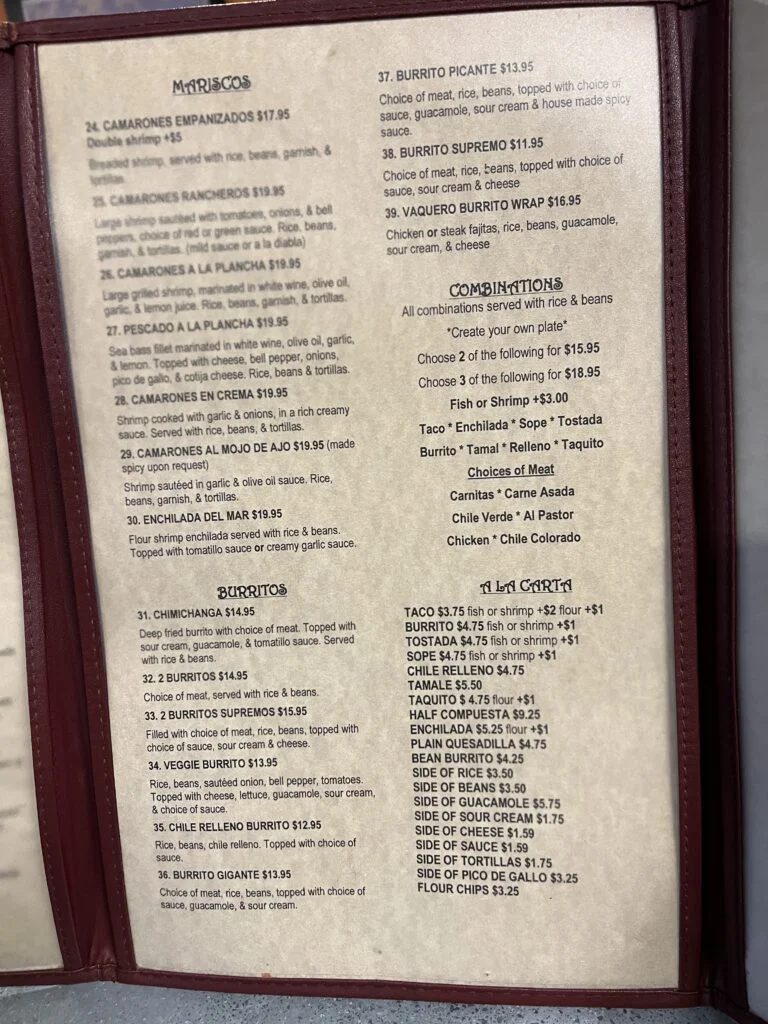 MARISCOS
24. CAMARONES EMPANIZADOS $17.95
Double shrimp +$5
Breaded shrimp, served with rice, beans, garnish, &
tortillas
25. CAMARONES RANCHEROS $19.95
Large shrimp sautéed with tomatoes, onions, & bell
peppers, choice of red or green sauce. Rice, beans,
garnish, & tortillas. (mild sauce or a la diabla)
26. CAMARONES A LA PLANCHA $19.95
Large grilled shrimp, marinated in white wine, olive oil,
garlic, & lemon juice. Rice, beans, garnish, & tortillas.
27. PESCADO A LA PLANCHA $19.95
Sea bass fillet marinated in white wine, olive oil, garlic,
& lemon. Topped with cheese, bell pepper, onions,
pico de gallo, & cotija cheese. Rice, beans & tortillas.
28. CAMARONES EN CREMA $19.95
Shrimp cooked with garlic & onions, in a rich creamy
sauce. Served with rice, beans, & tortillas.
29. CAMARONES AL MOJO DE AJO $19.95 (made
spicy upon request)
Shrimp sautéed in garlic & olive oil sauce. Rice,
beans, garnish, & tortillas.
30. ENCHILADA DEL MAR $19.95
Flour shrimp enchilada served with rice & beans.
Topped with tomatillo sauce or creamy garlic sauce.
BURRITOS
31. CHIMICHANGA $14.95
Deep fried burrito with choice of meat. Topped with
sour cream, guacamole, & tomatillo sauce. Served
with rice & beans.
32. 2 BURRITOS $14.95
Choice of meat, served with rice & beans.
33. 2 BURRITOS SUPREMOS $15.95
Filled with choice of meat, rice, beans, topped with
choice of sauce, sour cream & cheese.
34. VEGGIE BURRITO $13.95
Rice, beans, sautéed onion, bell pepper, tomatoes.
Topped with cheese, lettuce, guacamole, sour cream,
& choice of sauce.
35. CHILE RELLENO BURRITO $12.95
Rice, beans, chile relleno. Topped with choice of
sauce.
36. BURRITO GIGANTE $13.95
Choice of meat, rice, beans, topped with choice of
sauce, guacamole, & sour cream.
37. BURRITO PICANTE $13.95
Choice of meat, rice, beans, topped with choice of
sauce, guacamole, sour cream & house made spicy
sauce.
38. BURRITO SUPREMO $11.95
Choice of meat, rice, beans, topped with choice of
sauce, sour cream & cheese
39. VAQUERO BURRITO WRAP $16.95
Chicken or steak fajitas, rice, beans, guacamole,
sour cream, & cheese
COMBINATIONS
All combinations served with rice & beans
*Create your own plate*
Choose 2 of the following for $15.95
Choose 3 of the following for $18.95
Fish or Shrimp +$3.00
Taco * Enchilada * Sope * Tostada
Burrito * Tamal * Relleno * Taquito
Choices of Meat
Carnitas * Carne Asada
Chile Verde * Al Pastor
Chicken * Chile Colorado
A LA CARTA
TACO $3.75 fish or shrimp +$2 flour +$1
BURRITO $4.75 fish or shrimp +$1
TOSTADA $4.75 fish or shrimp +$1
SOPE $4.75 fish or shrimp +$1
CHILE RELLENO $4.75
TAMALE $5.50
TAQUITO $ 4.75 flour +$1
HALF COMPUESTA $9.25
ENCHILADA $5.25 flour +$1
PLAIN QUESADILLA $4.75
BEAN BURRITO $4.25
SIDE OF RICE $3.50
SIDE OF BEANS $3.50
SIDE OF GUACAMOLE $5.75
SIDE OF SOUR CREAM $1.75
SIDE OF CHEESE $1.59
SIDE OF SAUCE $1.59
SIDE OF TORTILLAS $1.75
SIDE OF PICO DE GALLO $3.25
FLOUR CHIPS $3.25